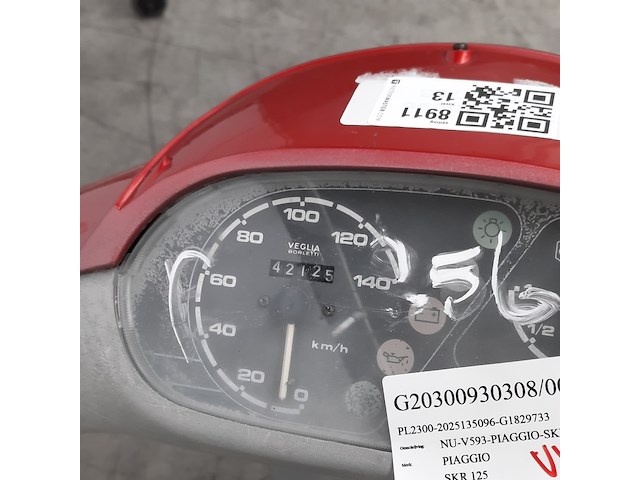 8911
13
100
80
120
VEGLIA
BORLETTI
42125
60
140
40
km/h
20
0
1/2
G20300930308/00
PL2300-2025135096-G1829733
NU-V593-PIAGGIO-SK
PIAGGIO
SKR 125